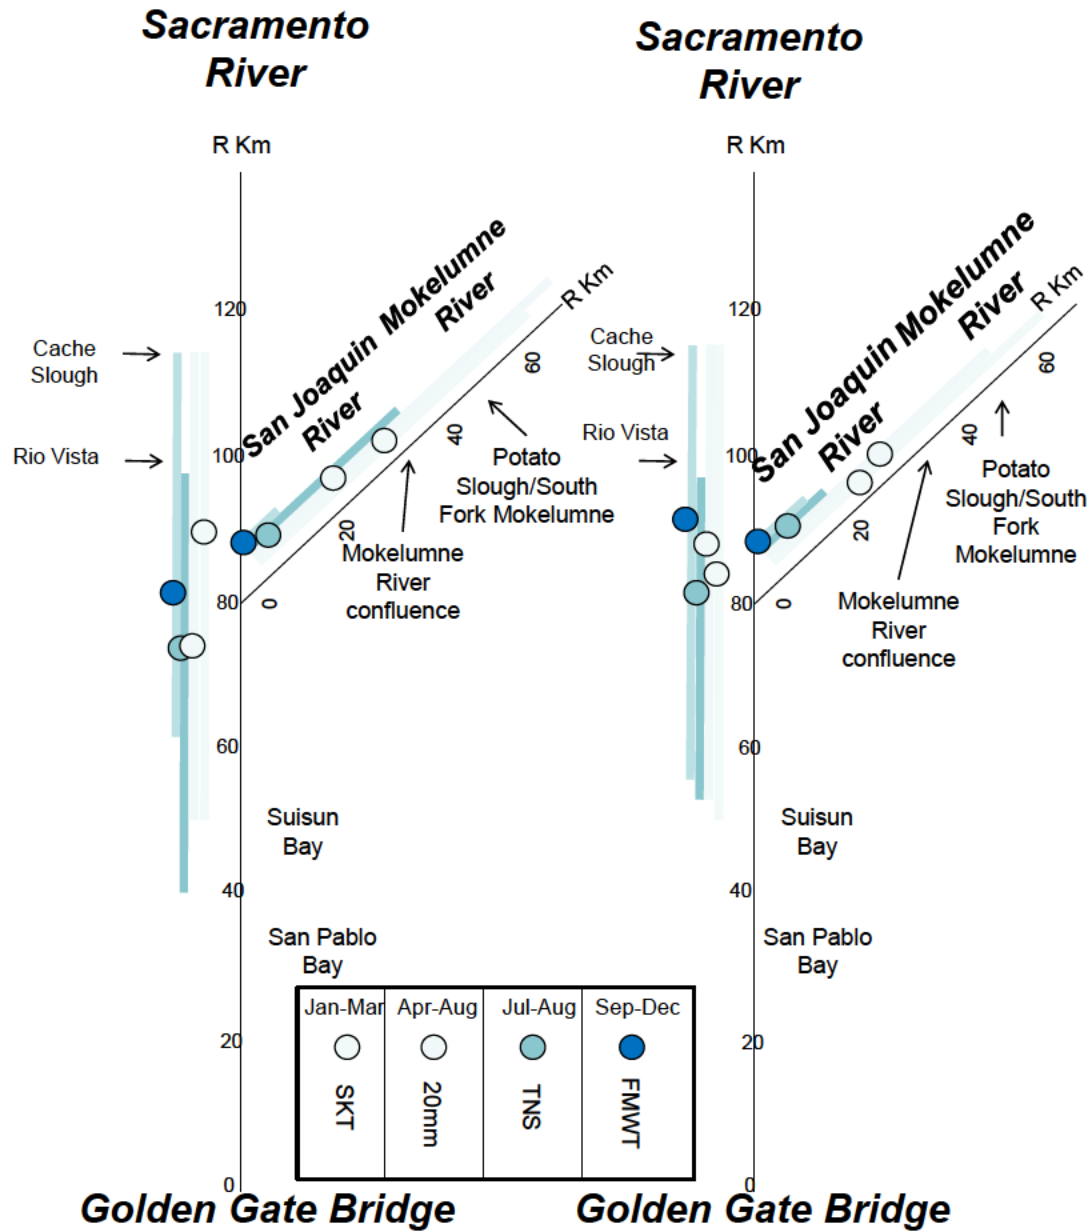 Sacramento
River
R Km
120
Cache
Slough
Rio Vista
100
80
60
40
20
0
San Joaquin
River
Mokelumne
River
R Km
0
20
40
60
Potato
Slough/South
Fork Mokelumne
Mokelumne
River
confluence
Suisun
Bay
San Pablo
Bay
Golden Gate Bridge
Sacramento
River
R Km
120
Cache
Slough
Rio Vista
100
80
60
40
20
0
San Joaquin
River
Mokelumne
River
R Km
0
20
40
60
Potato
Slough/South
Fork
Mokelumne
Mokelumne
River
confluence
Suisun
Bay
San Pablo
Bay
Golden Gate Bridge
Jan-Mar Apr-Aug Jul-Aug Sep-Dec
SKT 20mm TNS FMWT